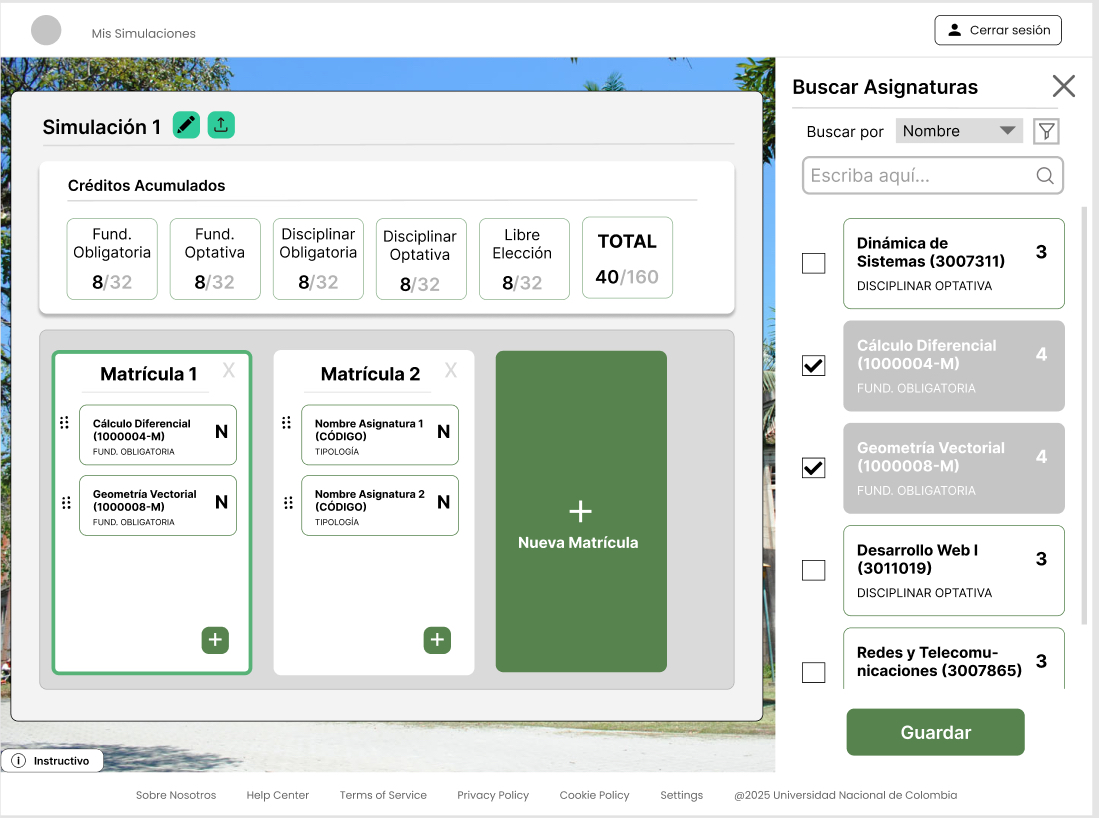 Mis Simulaciones
Cerrar sesión
Simulación 1
Créditos Acumulados
Fund.
Obligatoria
8/32
Fund.
Optativa
8/32
Disciplinar
Obligatoria
8/32
Disciplinar
Optativa
8/32
Libre
Elección
8/32
TOTAL
40/160
Matrícula 1
X
Cálculo Diferencial
(1000004-M)
FUND. OBLIGATORIA
N
Geometría Vectorial
(1000008-M)
FUND. OBLIGATORIA
N
+
Matrícula 2
X
Nombre Asignatura 1
(CÓDIGO)
TIPOLOGÍA
N
Nombre Asignatura 2
(CÓDIGO)
TIPOLOGÍA
N
+
+
Nueva Matrícula
Buscar Asignaturas
Buscar por
Nombre
Escriba aquí...
Dinámica de
Sistemas (3007311)
DISCIPLINAR OPTATIVA
3
Cálculo Diferencial
(1000004-M)
FUND. OBLIGATORIA
4
Geometría Vectorial
(1000008-M)
FUND. OBLIGATORIA
4
Desarrollo Web I
(3011019)
DISCIPLINAR OPTATIVA
3
Redes y Telecomu-
nicaciones (3007865)
3
Guardar
Instructivo
Sobre Nosotros
Help Center
Terms of Service
Privacy Policy
Cookie Policy
Settings
@2025 Universidad Nacional de Colombia